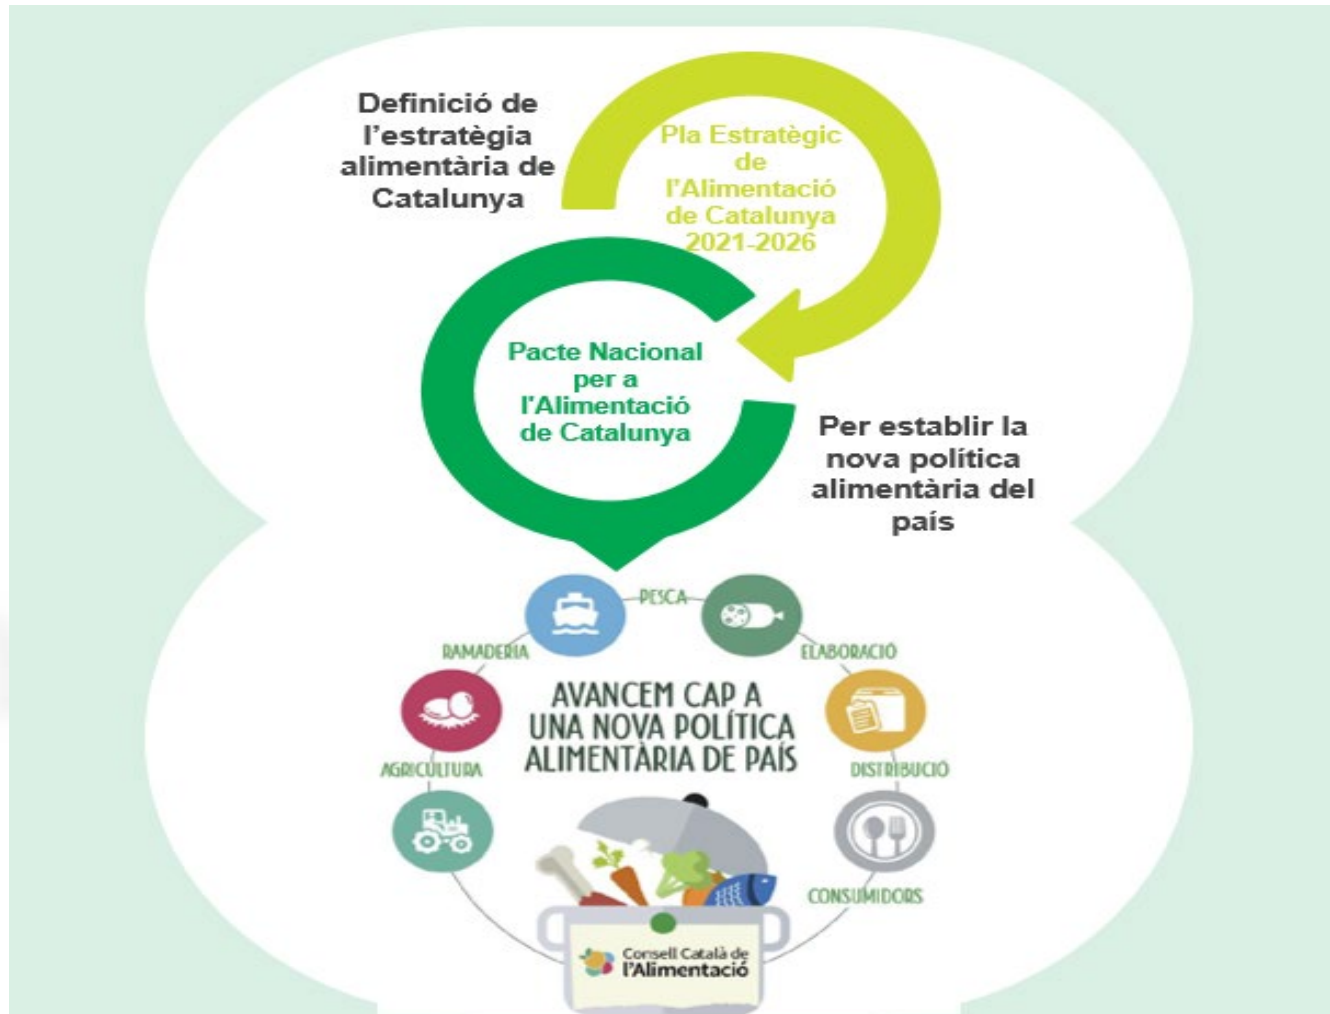 Definició de
l'estratègia
alimentària de
Catalunya
Pla Estratègic
de
l'Alimentació
de Catalunya
2021-2026
Pacte Nacional
per a
l'Alimentació
de Catalunya
Per establir la
nova política
alimentària del
país
PESCA
RAMADERIA
ELABORACIÓ
AVANCEM CAP A
UNA NOVA POLÍTICA
ALIMENTÀRIA DE PAÍS
AGRICULTURA
DISTRIBUCIÓ
CONSUMIDORS
Consell Català de
l'Alimentació